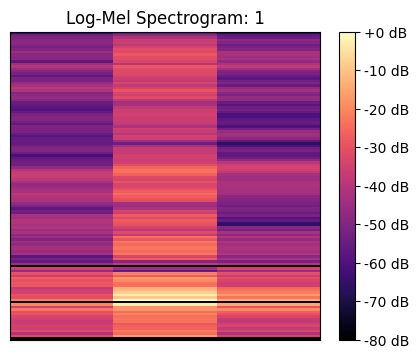 Log-Mel Spectrogram: 1
+0 dB
-10 dB
-20 dB
-30 dB
-40 dB
-50 dB
-60 dB
-70 dB
-80 dB